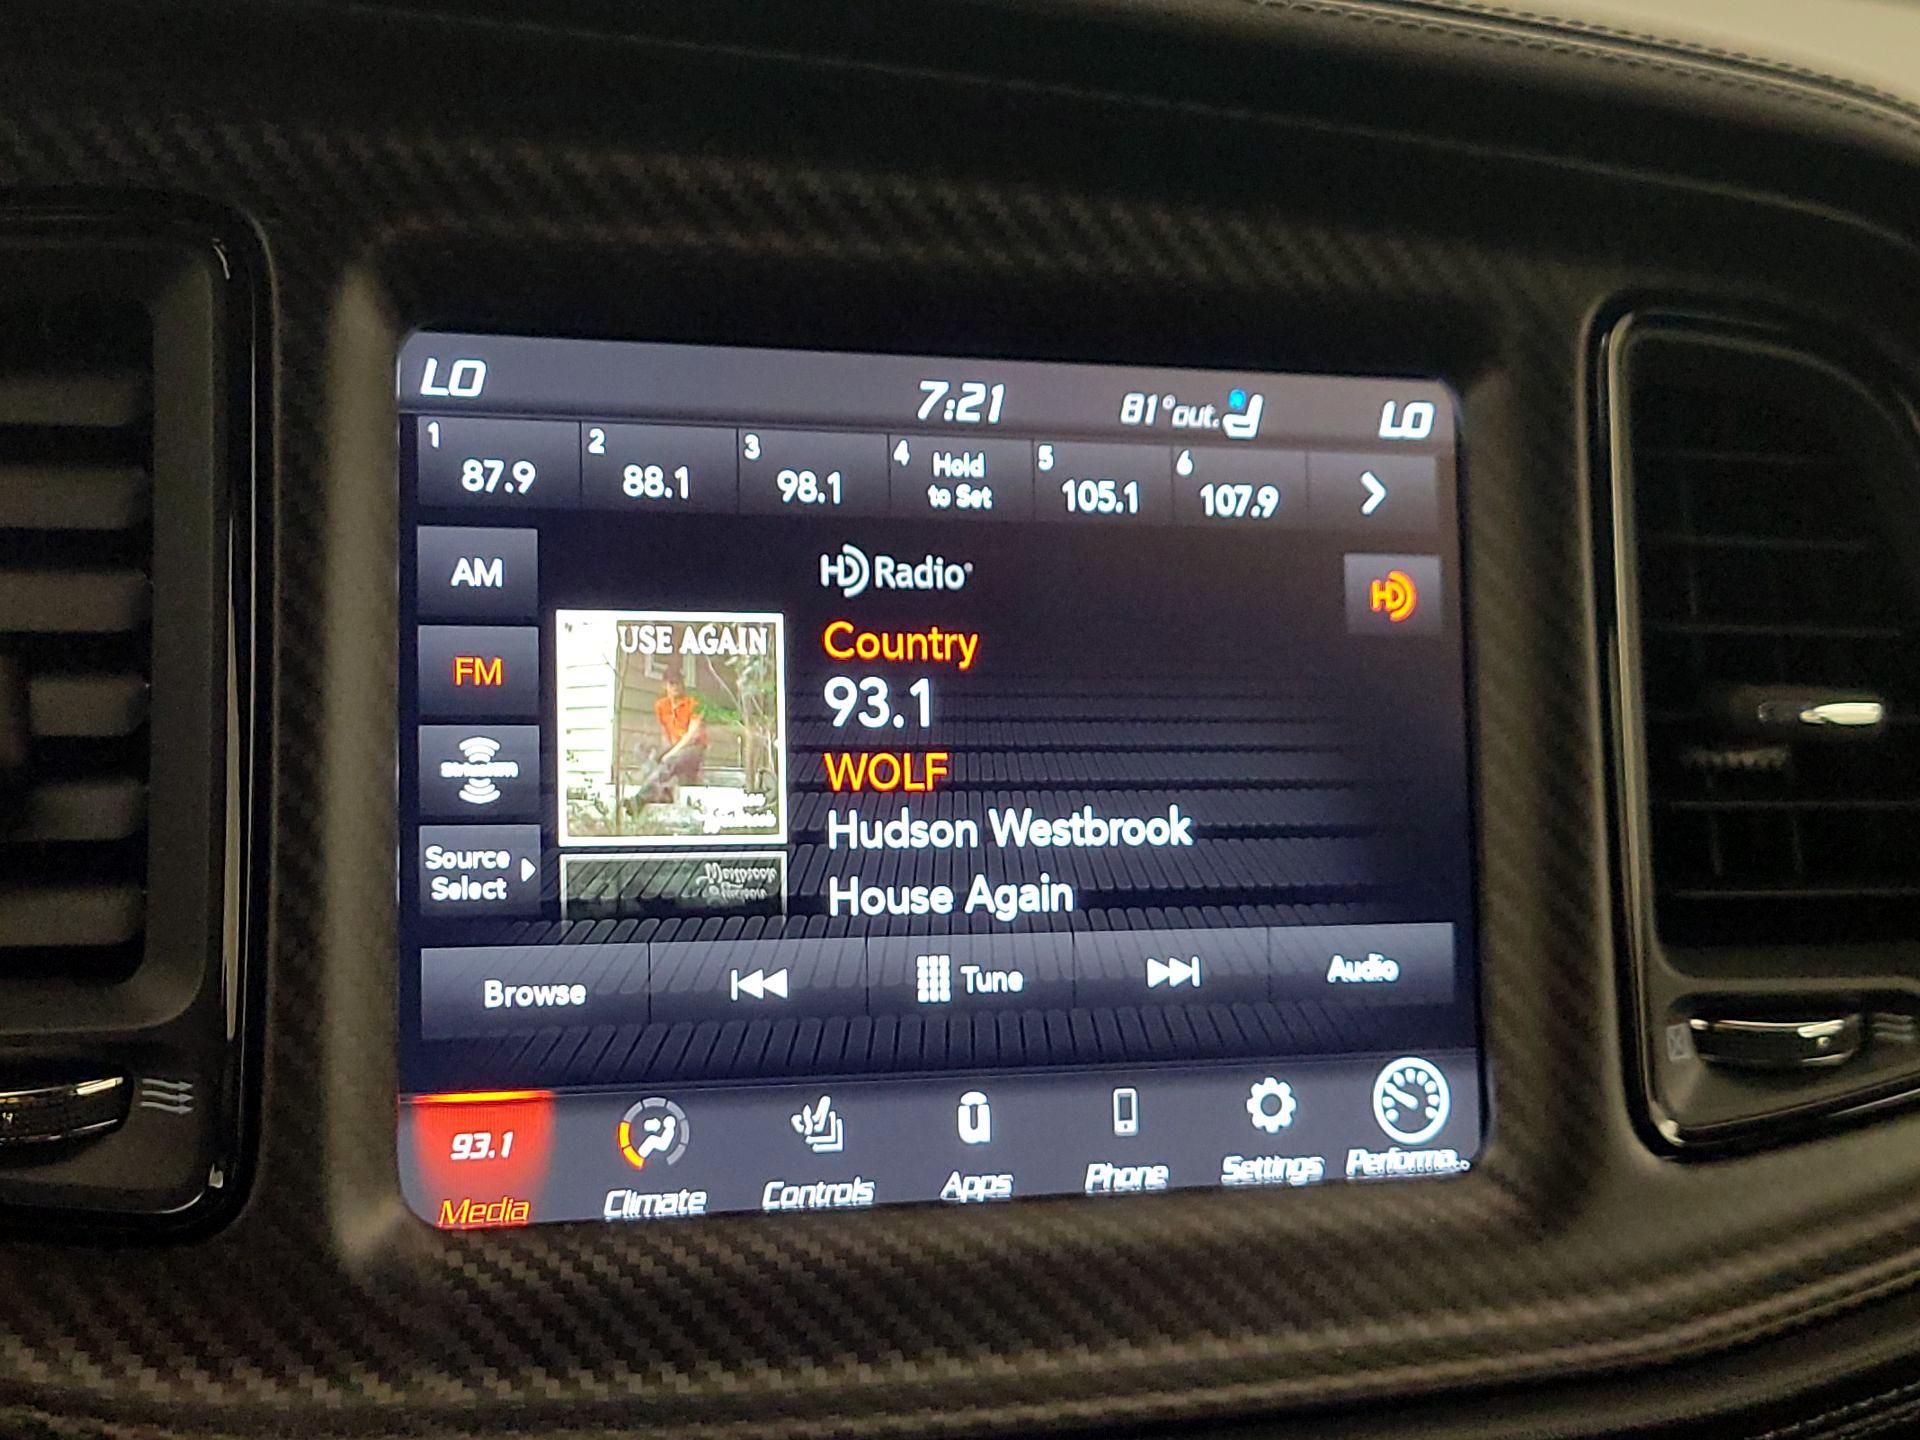 LO
7:21
81°out.
LO
1
87.9
2
88.1
3
98.1
4
Hold
to Set
5
105.1
6
107.9
AM
HD Radio®
HD
USE AGAIN
Country
FM
93.1
siriusxm
WOLF
Hudson Westbrook
Source
Select
House Again
Browse
Tune
Audio
93.1
Media
Climate
Controls
Apps
Phone
Settings
Performa...